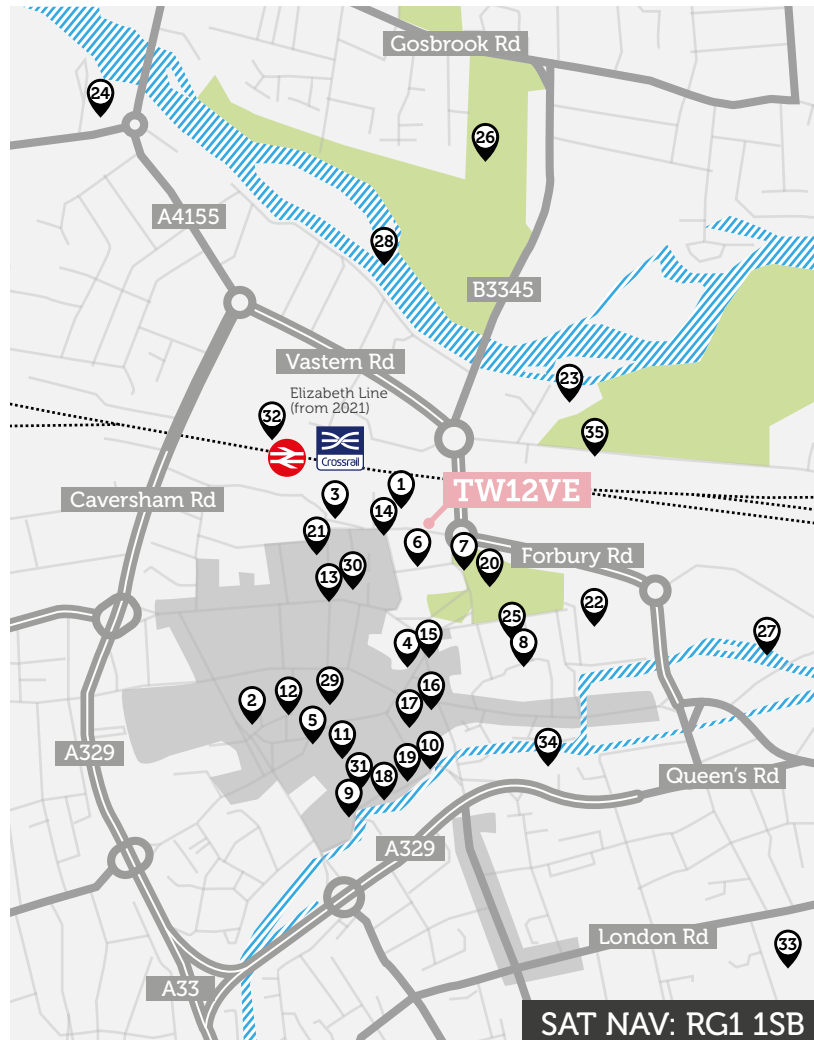 Gosbrook Rd
24
26
A4155
28
B3345
Vastern Rd
23
Elizabeth Line
(from 2021)
32
35
Crossrail
1
TW12VE
3
Caversham Rd
14
21
6
7
Forbury Rd
20
30
13
22
25
27
15
4
8
29
16
12
2
17
5
11
34
10
A329
19
31
18
Queen's Rd
9
A329
London Rd
33
A33
SAT NAV: RG1 1SB